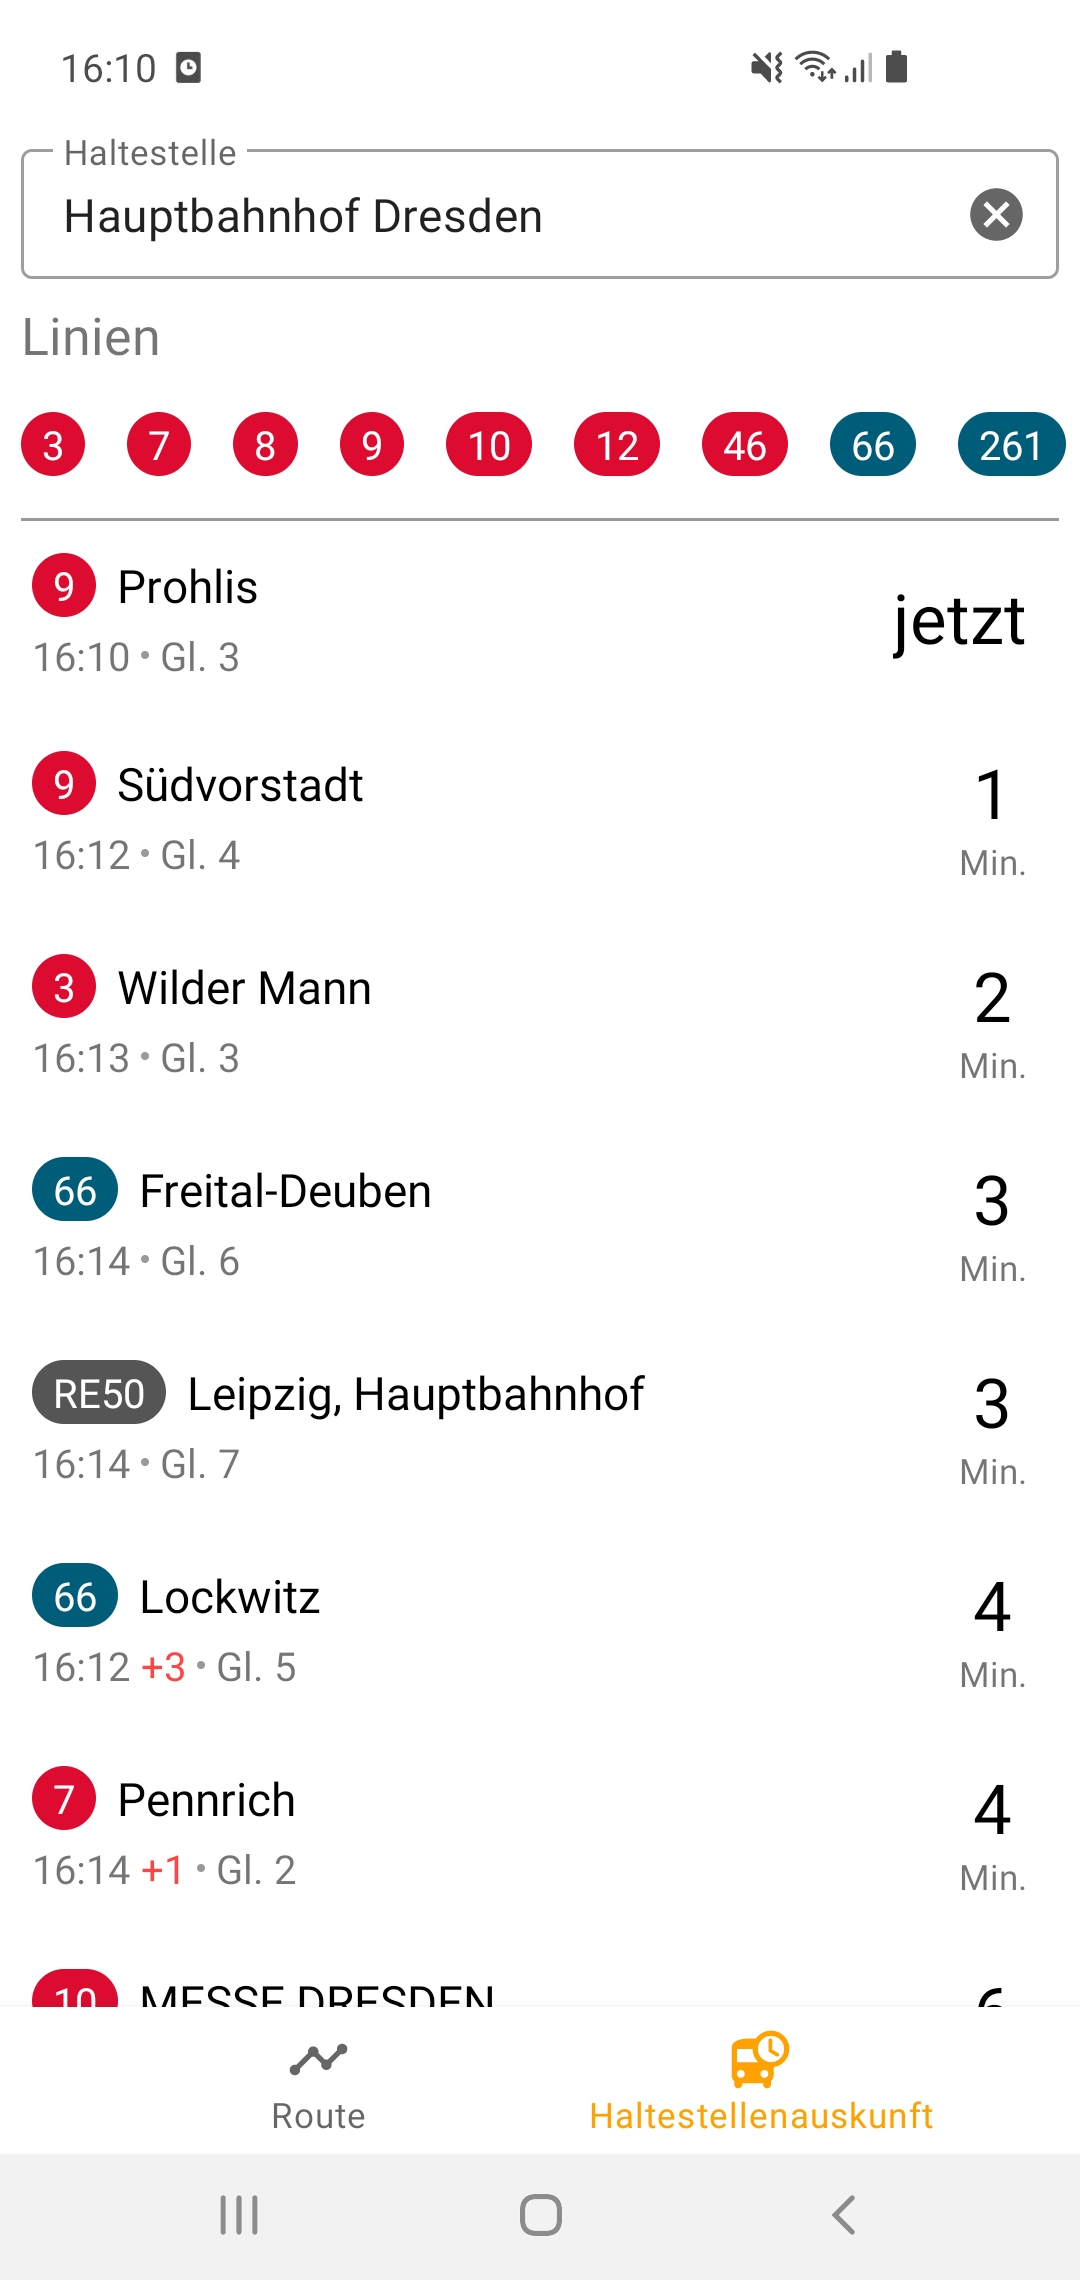 16:10
Haltestelle
Hauptbahnhof Dresden
Linien
3 7 8 9 10 12 46 66 261
9 Prohlis
jetzt
16:10 • Gl. 3
9 Südvorstadt
1
16:12 • Gl. 4
Min.
3 Wilder Mann
2
16:13 • Gl. 3
Min.
66 Freital-Deuben
3
16:14 • Gl. 6
Min.
RE50 Leipzig, Hauptbahnhof
3
16:14 • Gl. 7
Min.
66 Lockwitz
4
16:12 +3 • Gl. 5
Min.
7 Pennrich
4
16:14 +1 • Gl. 2
Min.
10 MESSE DRESDEN
6
Route
Haltestellenauskunft